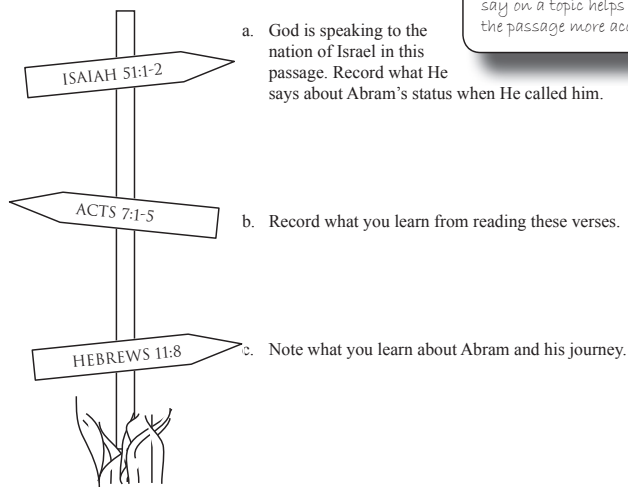 say on a topic helps
the passage more
a. God is speaking to the
nation of Israel in this
passage. Record what He
says about Abram's status when He called him.
ISAIAH 51:1-2
ACTS 7:1-5
b. Record what you learn from reading these verses.
HEBREWS 11:8
c. Note what you learn about Abram and his journey.